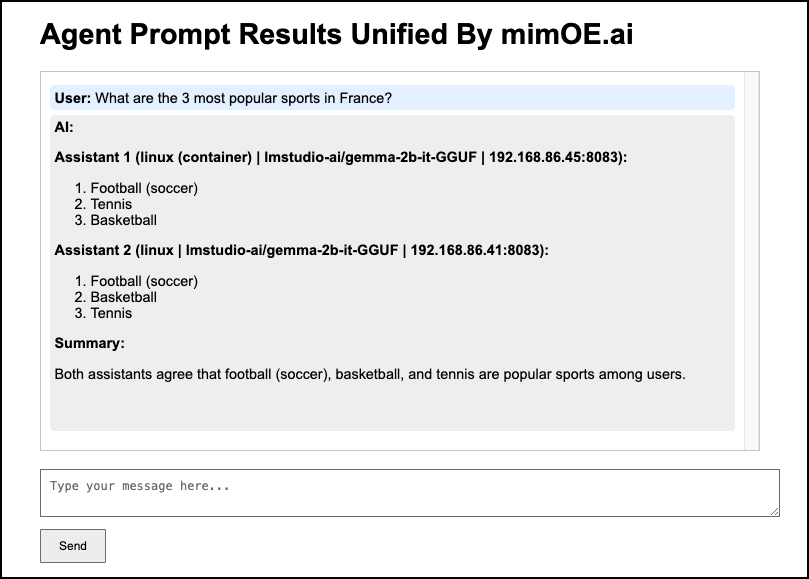 Agent Prompt Results Unified By mimOE.ai
User: What are the 3 most popular sports in France?
AI:
Assistant 1 (linux (container) | lmstudio-ai/gemma-2b-it-GGUF | 192.168.86.45:8083):
1. Football (soccer)
2. Tennis
3. Basketball
Assistant 2 (linux | lmstudio-ai/gemma-2b-it-GGUF | 192.168.86.41:8083):
1. Football (soccer)
2. Basketball
3. Tennis
Summary:
Both assistants agree that football (soccer), basketball, and tennis are popular sports among users.
Type your message here...
Send